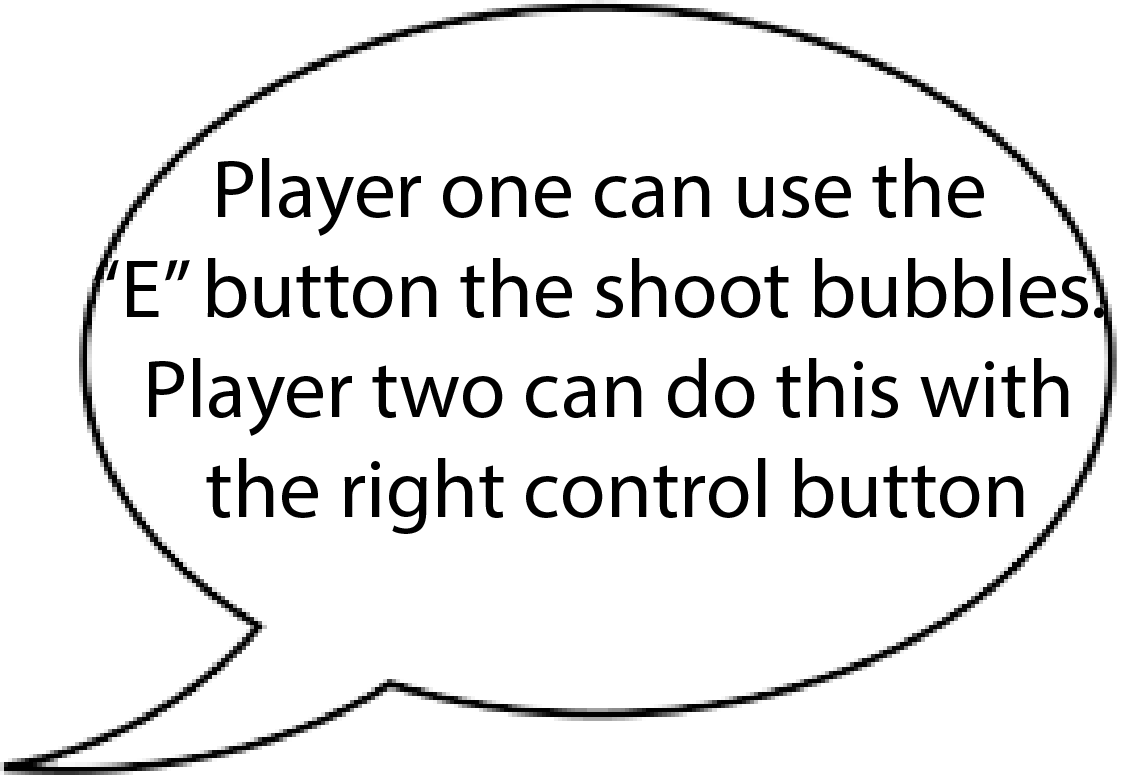 Player one can use the
“E” button the shoot bubbles.
Player two can do this with
the right control button